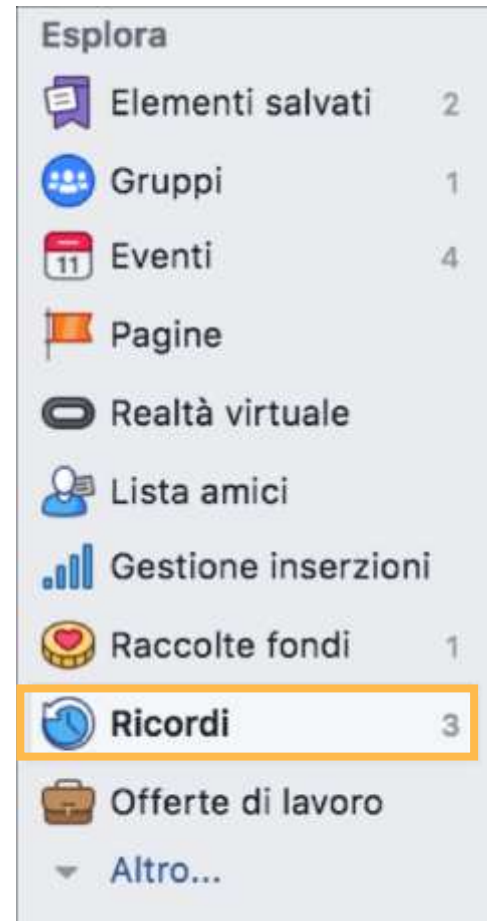 Esplora
Elementi salvati 2
Gruppi 1
11 Eventi 4
Pagine
Realtà virtuale
Lista amici
Gestione inserzioni
Raccolte fondi 1
Ricordi 3
Offerte di lavoro
Altro...